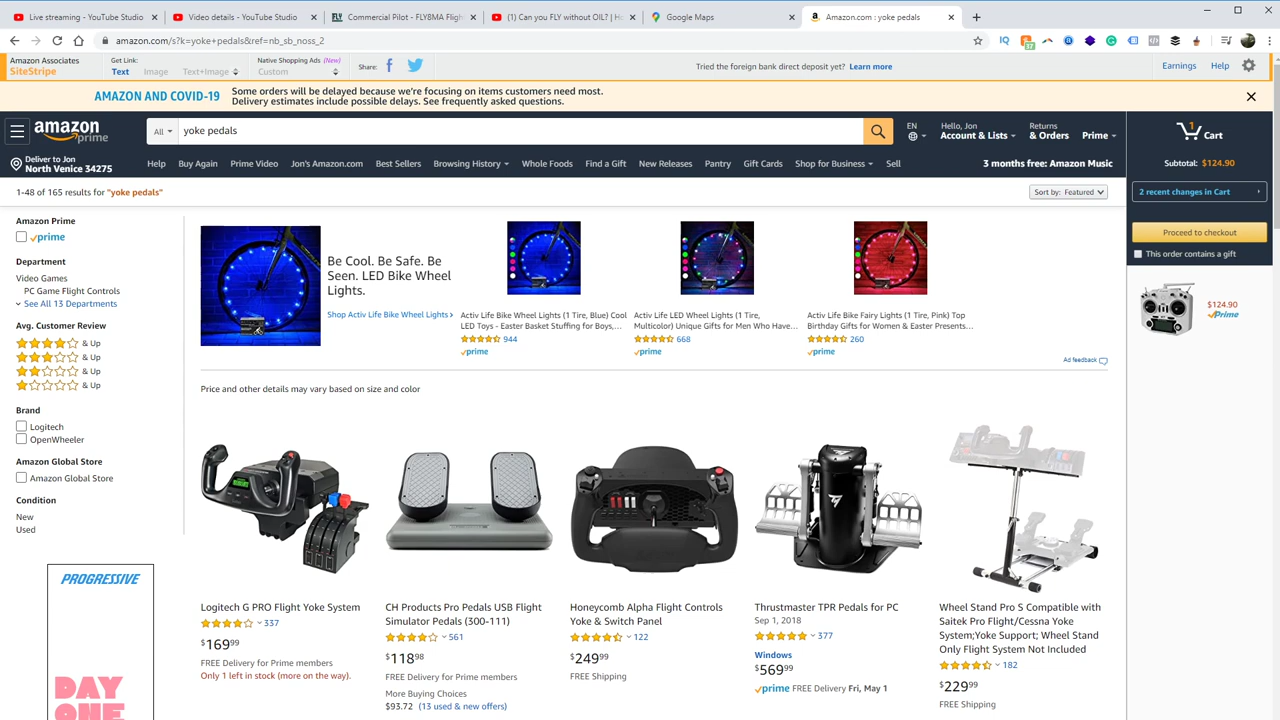 Live streaming - YouTube Studio
Video details - YouTube Studio
Commercial Pilot - FLY8MA Fligh
(1) Can you FLY without OIL? | Ho
Google Maps
Amazon.com : yoke pedals
amazon.com/s?k=yoke+pedals&ref=nb_sb_noss_2
Amazon Associates
SiteStripe
Get Link:
Text Image Text+Image
Native Shopping Ads (New)
Custom
Share:
Tried the foreign bank direct deposit yet? Learn more
Earnings Help
AMAZON AND COVID-19
Some orders will be delayed because we're focusing on items customers need most.
Delivery estimates include possible delays. See frequently asked questions.
amazon prime
All
yoke pedals
EN
Hello, Jon
Account & Lists
Returns
& Orders
Prime
1
Cart
Deliver to Jon
North Venice 34275
Help Buy Again Prime Video Jon's Amazon.com Best Sellers Browsing History Whole Foods Find a Gift New Releases Pantry Gift Cards Shop for Business Sell
3 months free: Amazon Music
Subtotal: $124.90
2 recent changes in Cart
Proceed to checkout
This order contains a gift
$124.90
prime
1-48 of 165 results for "yoke pedals"
Sort by: Featured
Amazon Prime
prime
Department
Video Games
PC Game Flight Controls
See All 13 Departments
Avg. Customer Review
& Up
& Up
& Up
& Up
Brand
Logitech
OpenWheeler
Amazon Global Store
Amazon Global Store
Condition
New
Used
PROGRESSIVE
DAY
ONE
Be Cool. Be Safe. Be
Seen. LED Bike Wheel
Lights.
Shop Activ Life Bike Wheel Lights ›
Activ Life Bike Wheel Lights (1 Tire, Blue) Cool
LED Toys - Easter Basket Stuffing for Boys,...
944
prime
Activ Life LED Wheel Lights (1 Tire,
Multicolor) Unique Gifts for Men Who Have...
668
prime
Activ Life Bike Fairy Lights (1 Tire, Pink) Top
Birthday Gifts for Women & Easter Presents...
260
prime
Ad feedback
Price and other details may vary based on size and color
Logitech G PRO Flight Yoke System
337
$169.99
FREE Delivery for Prime members
Only 1 left in stock (more on the way).
CH Products Pro Pedals USB Flight
Simulator Pedals (300-111)
561
$118.98
FREE Delivery for Prime members
More Buying Choices
$93.72 (13 used & new offers)
Honeycomb Alpha Flight Controls
Yoke & Switch Panel
122
$249.99
FREE Shipping
Thrustmaster TPR Pedals for PC
Sep 1, 2018
377
Windows
$569.99
prime FREE Delivery Fri, May 1
Wheel Stand Pro S Compatible with
Saitek Pro Flight/Cessna Yoke
System;Yoke Support; Wheel Stand
Only Flight System Not Included
182
$229.99
FREE Shipping